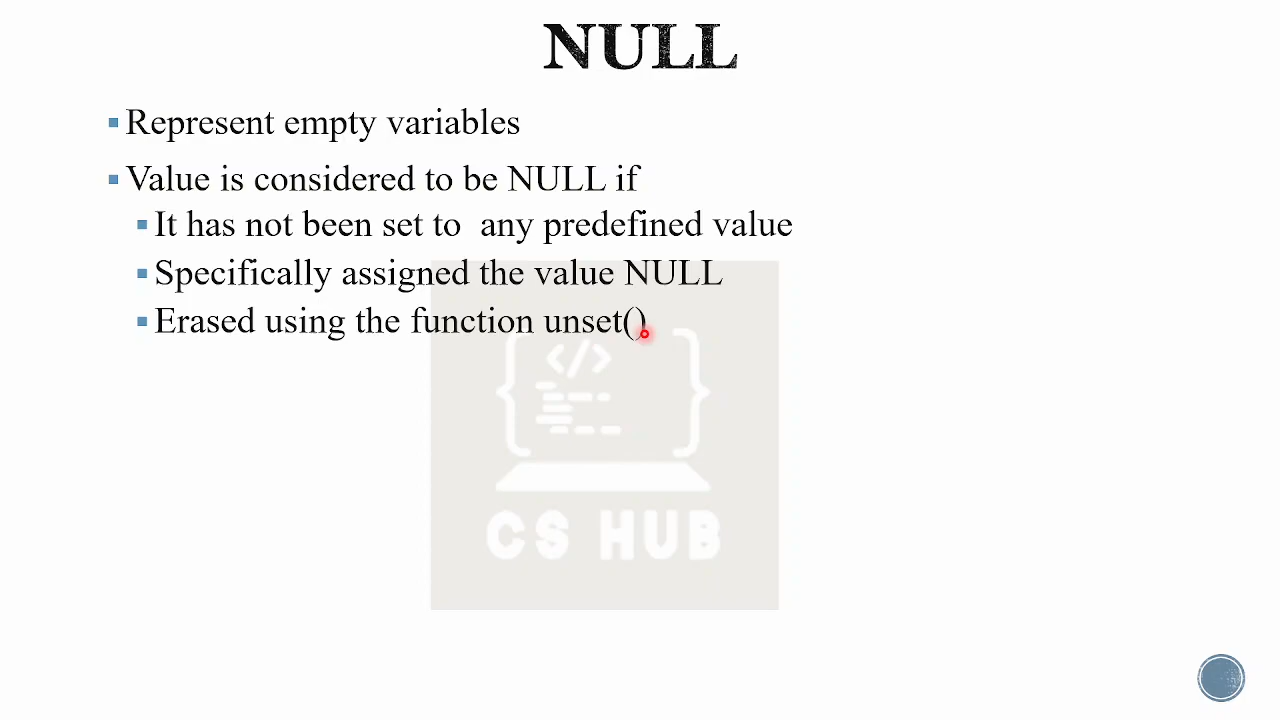 NULL
Represent empty variables
Value is considered to be NULL if
It has not been set to any predefined value
Specifically assigned the value NULL
Erased using the function unset()
</>
CS HUB